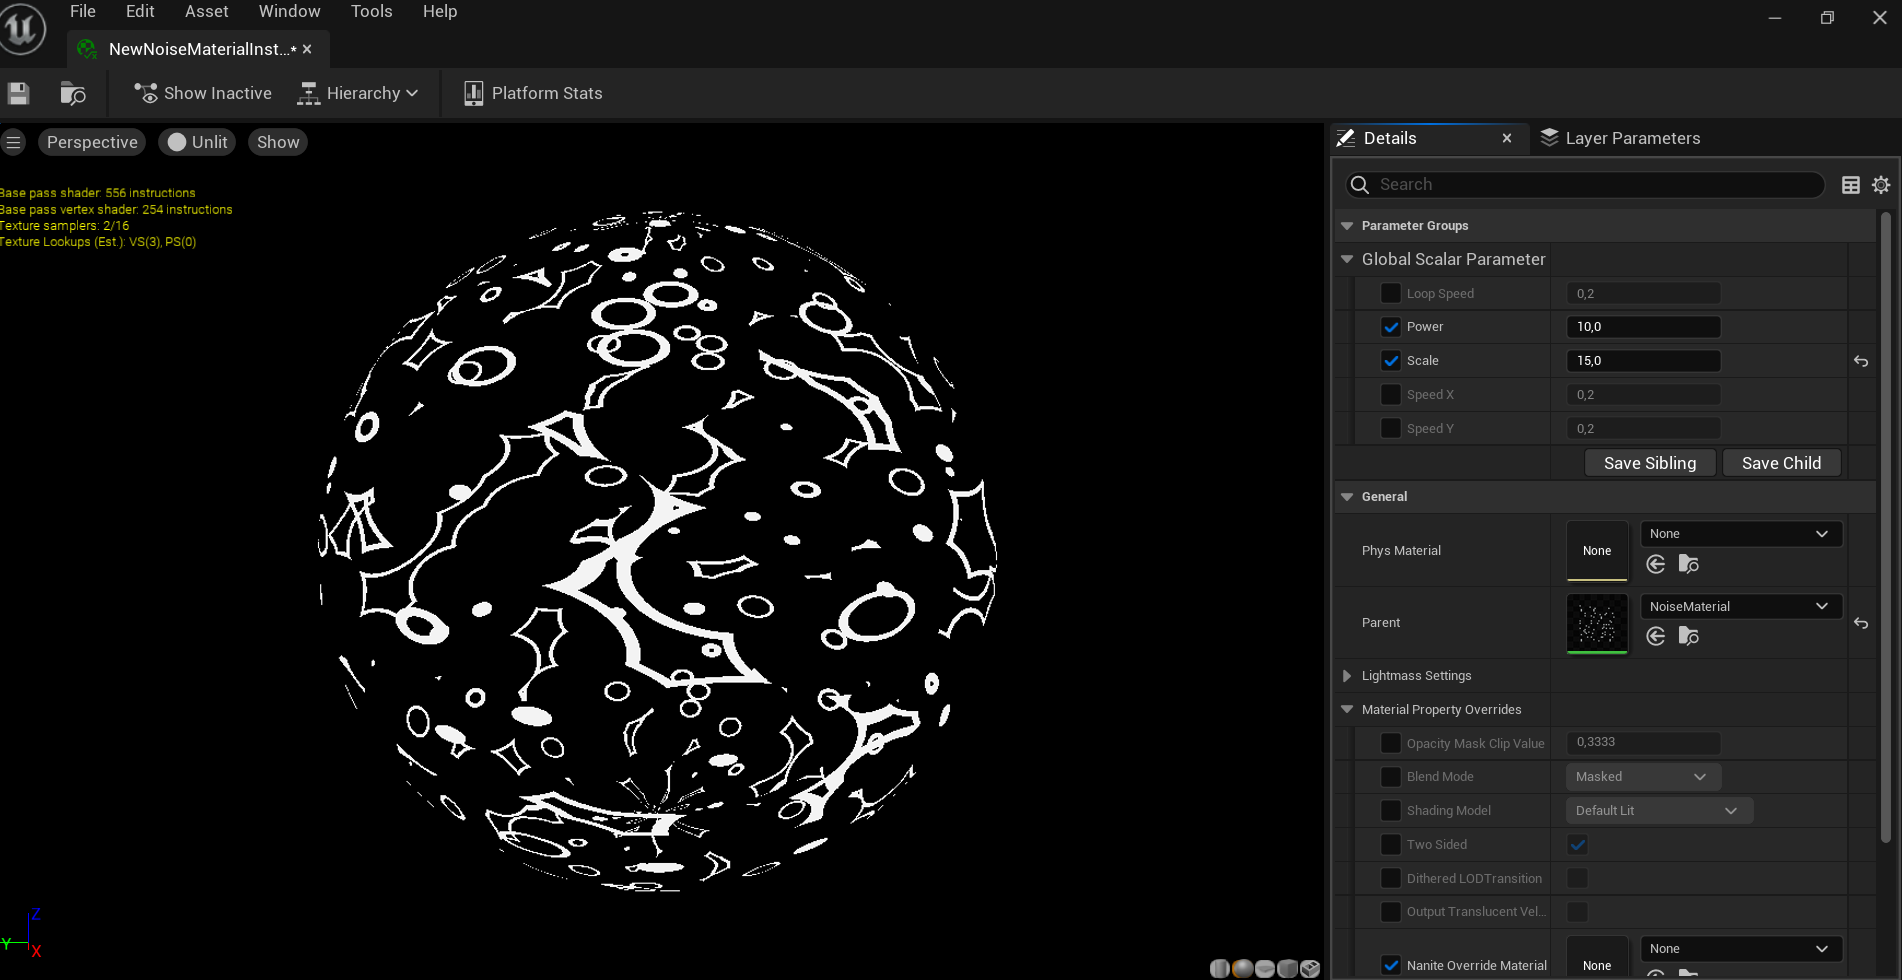 File Edit Asset Window Tools Help
NewNoiseMaterialInst...*
Show Inactive Hierarchy Platform Stats
Perspective Unlit Show
Base pass shader: 556 instructions
Base pass vertex shader: 254 instructions
Texture samplers: 2/16
Texture Lookups (Est.): VS(3), PS(0)
Z
Y
X
Details Layer Parameters
Search
Parameter Groups
Global Scalar Parameter
Loop Speed 0,2
Power 10,0
Scale 15,0
Speed X 0,2
Speed Y 0,2
Save Sibling Save Child
General
Phys Material None None
Parent NoiseMaterial
Lightmass Settings
Material Property Overrides
Opacity Mask Clip Value 0,3333
Blend Mode Masked
Shading Model Default Lit
Two Sided
Dithered LODTransition
Output Translucent Vel...
Nanite Override Material None None